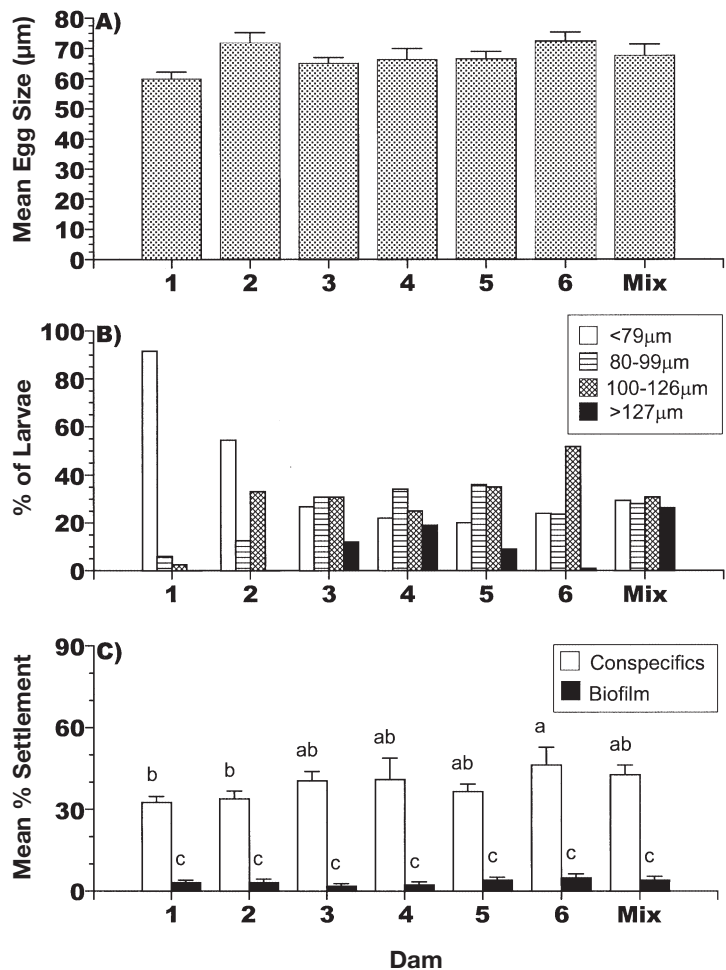 A)
Mean Egg Size (µm)
80
70
60
50
40
30
20
10
0
1 2 3 4 5 6 Mix
B)
% of Larvae
100
80
60
40
20
0
<79µm
80-99µm
100-126µm
>127µm
1 2 3 4 5 6 Mix
C)
Mean % Settlement
90
60
30
0
Conspecifics
Biofilm
b b ab ab ab a ab
c c c c c c c
1 2 3 4 5 6 Mix
Dam